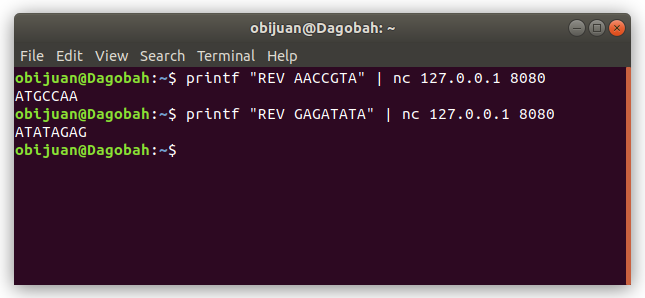 obijuan@Dagobah: ~
File Edit View Search Terminal Help
obijuan@Dagobah:~$ printf "REV AACCGTA" | nc 127.0.0.1 8080
ATGCCAA
obijuan@Dagobah:~$ printf "REV GAGATATA" | nc 127.0.0.1 8080
ATATAGAG
obijuan@Dagobah:~$